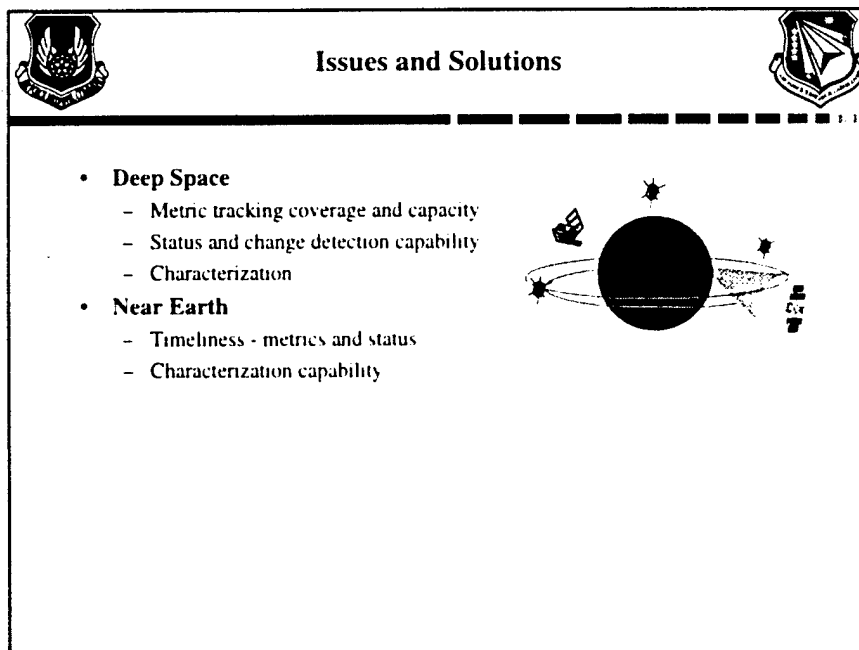 Issues and Solutions
• Deep Space
– Metric tracking coverage and capacity
– Status and change detection capability
– Characterization
• Near Earth
– Timeliness - metrics and status
– Characterization capability